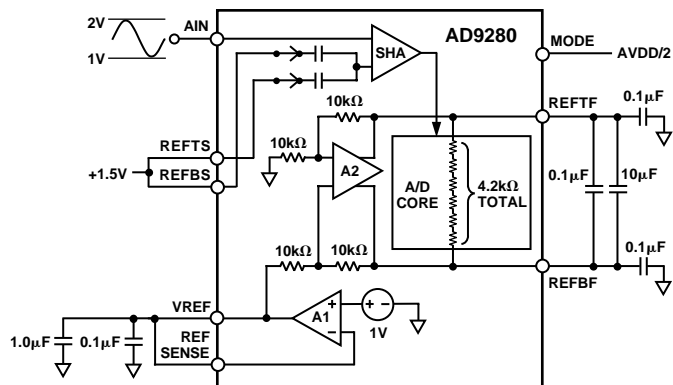 2V
1V
AIN
SHA
AD9280
MODE
AVDD/2
10kΩ
REFTF
0.1μF
REFTS
REFBS
+1.5V
10kΩ
A2
A/D
CORE
4.2kΩ
TOTAL
0.1μF
10μF
10kΩ
10kΩ
0.1μF
REFBF
VREF
A1
+
−
+ −
1V
1.0μF
0.1μF
REF
SENSE